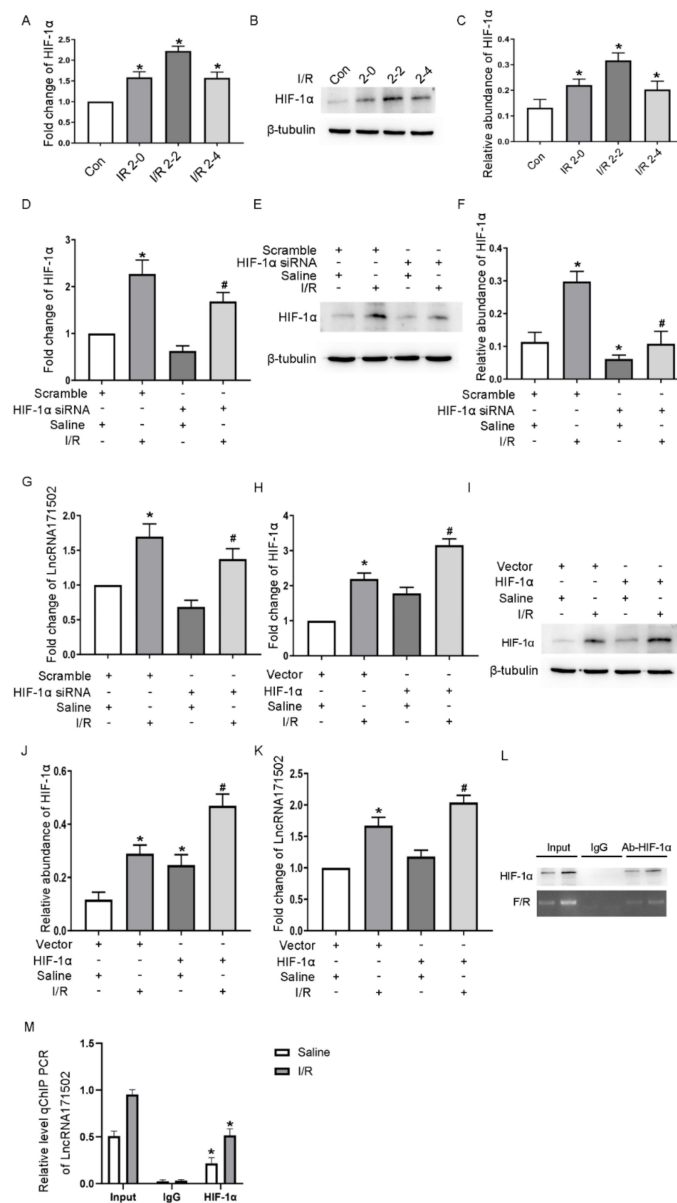 A
Fold change of HIF-1α
2.5
2.0
1.5
1.0
0.5
0.0
Con
IR 2-0
I/R 2-2
I/R 2-4
B
I/R
Con
2-0
2-2
2-4
HIF-1α
β-tubulin
C
Relative abundance of HIF-1α
0.5
0.4
0.3
0.2
0.1
0.0
Con
IR 2-0
I/R 2-2
I/R 2-4
* * * * * *
D
Fold change of HIF-1α
3
2
1
0
* #
Scramble + + - -
HIF-1α siRNA - - + +
Saline + - + -
I/R - + - +
E
Scramble + + - -
HIF-1α siRNA - - + +
Saline + - + -
I/R - + - +
HIF-1α
β-tubulin
F
Relative abundance of HIF-1α
0.4
0.3
0.2
0.1
0.0
* * #
Scramble + + - -
HIF-1α siRNA - - + +
Saline + - + -
I/R - + - +
G
Fold change of LncRNA171502
2.0
1.5
1.0
0.5
0.0
* #
Scramble + + - -
HIF-1α siRNA - - + +
Saline + - + -
I/R - + - +
H
Fold change of HIF-1α
4
3
2
1
0
* #
Vector + + - -
HIF-1α - - + +
Saline + - + -
I/R - + - +
I
Vector + + - -
HIF-1α - - + +
Saline + - + -
I/R - + - +
HIF-1α
β-tubulin
J
Relative abundance of HIF-1α
0.6
0.4
0.2
0.0
* * #
Vector + + - -
HIF-1α - - + +
Saline + - + -
I/R - + - +
K
Fold change of LncRNA171502
2.5
2.0
1.5
1.0
0.5
0.0
* #
Vector + + - -
HIF-1α - - + +
Saline + - + -
I/R - + - +
L
Input IgG Ab-HIF-1α
HIF-1α
F/R
M
Relative level qChIP PCR
of LncRNA171502
1.5
1.0
0.5
0.0
* *
Input IgG HIF-1α
Saline
I/R